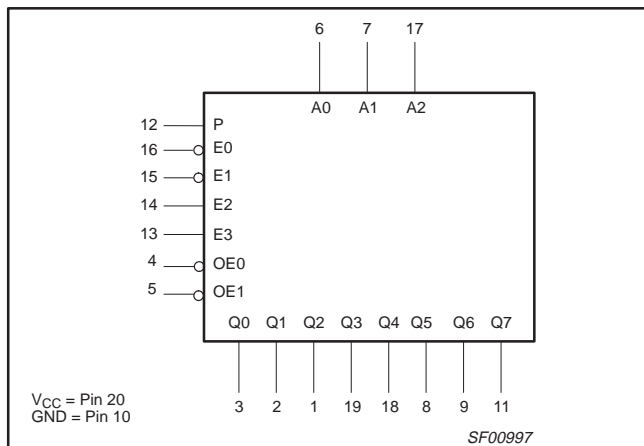 6 7 17
A0 A1 A2
12 P
16 E0
15 E1
14 E2
13 E3
4 OE0
5 OE1
Q0 Q1 Q2 Q3 Q4 Q5 Q6 Q7
3 2 1 19 18 8 9 11
VCC = Pin 20
GND = Pin 10
SF00997